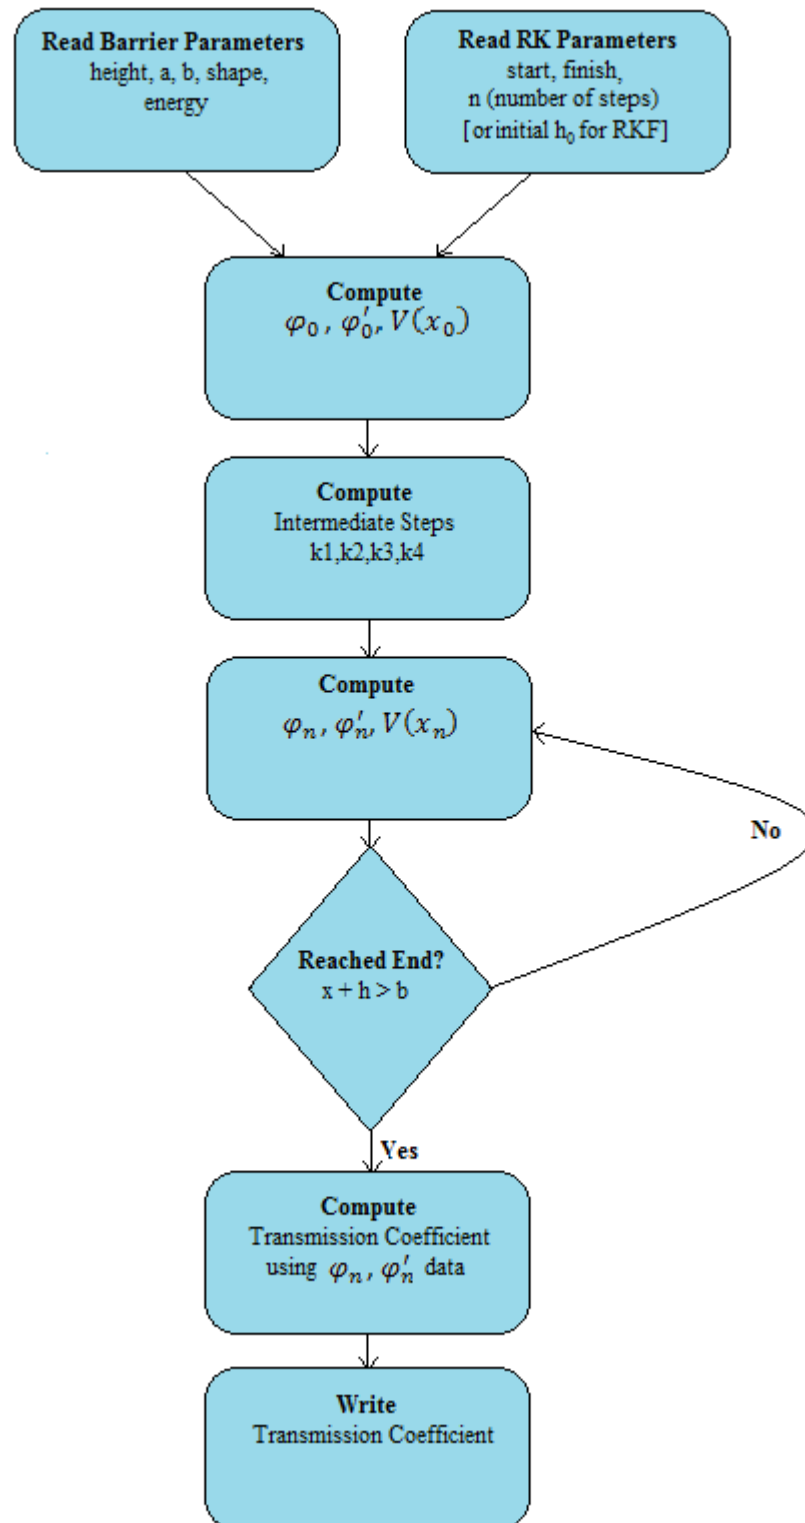 Read Barrier Parameters
height, a, b, shape,
energy
Read RK Parameters
start, finish,
n (number of steps)
[or initial h₀ for RKF]
Compute
φ₀, φ₀′, V(x₀)
Compute
Intermediate Steps
k1,k2,k3,k4
Compute
φₙ, φₙ′, V(xₙ)
No
Reached End?
x + h > b
Yes
Compute
Transmission Coefficient
using φₙ, φₙ′ data
Write
Transmission Coefficient